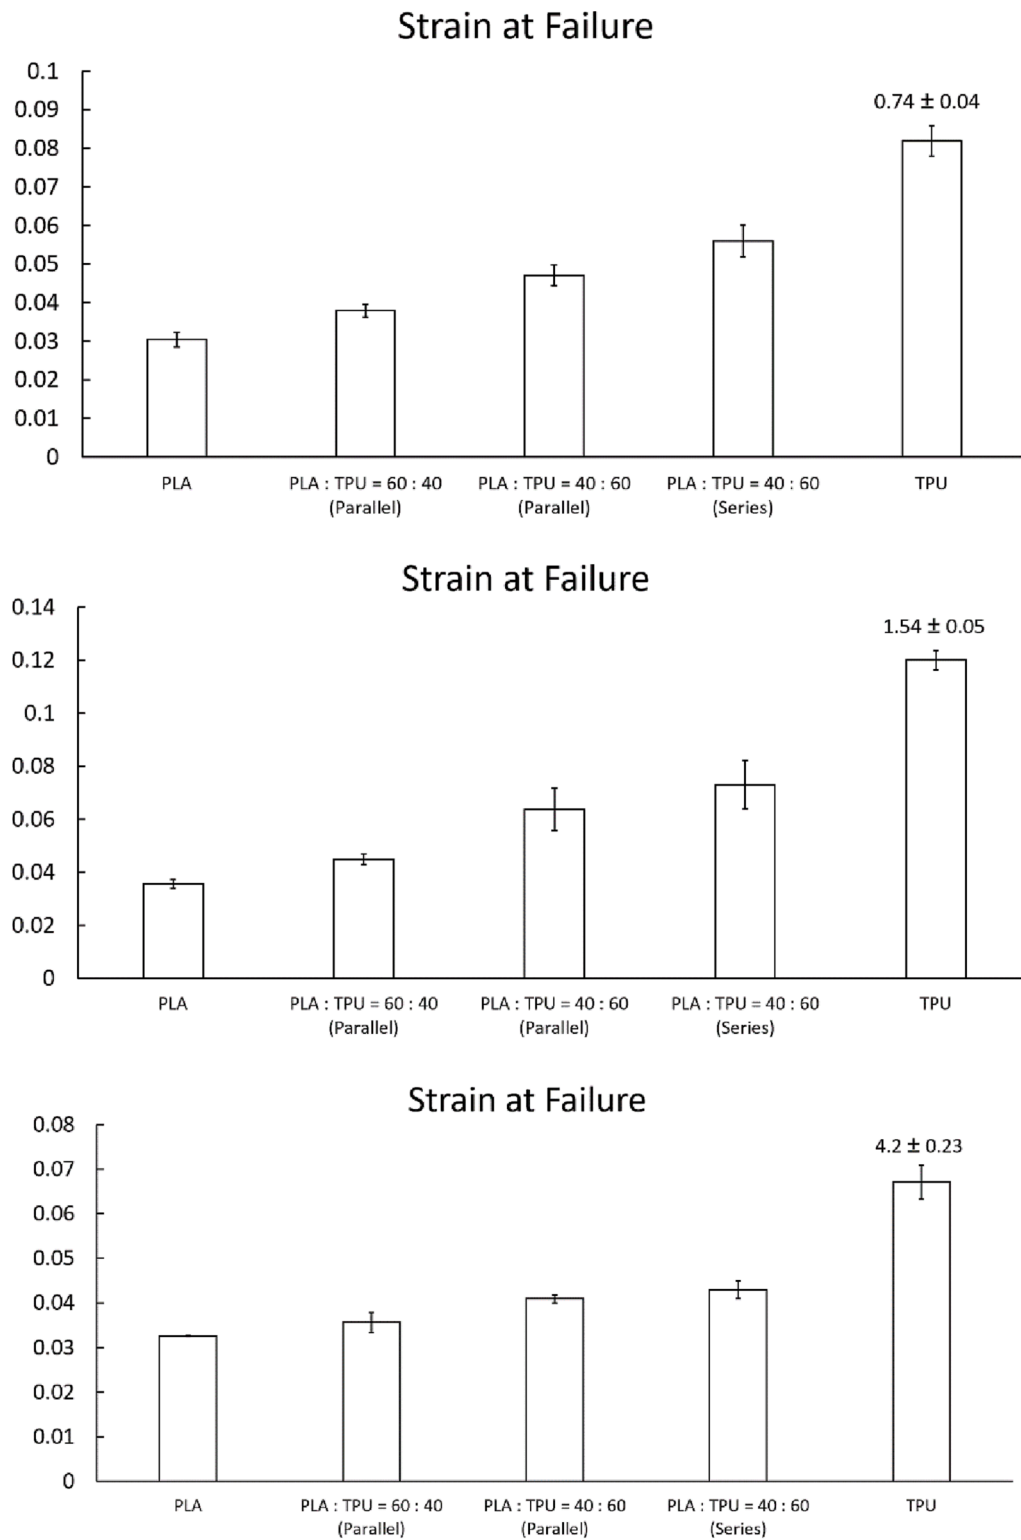 Strain at Failure
0.1
0.09
0.08
0.07
0.06
0.05
0.04
0.03
0.02
0.01
0
0.74 ± 0.04
PLA
PLA : TPU = 60 : 40
(Parallel)
PLA : TPU = 40 : 60
(Parallel)
PLA : TPU = 40 : 60
(Series)
TPU
Strain at Failure
0.14
0.12
0.1
0.08
0.06
0.04
0.02
0
1.54 ± 0.05
PLA
PLA : TPU = 60 : 40
(Parallel)
PLA : TPU = 40 : 60
(Parallel)
PLA : TPU = 40 : 60
(Series)
TPU
Strain at Failure
0.08
0.07
0.06
0.05
0.04
0.03
0.02
0.01
0
4.2 ± 0.23
PLA
PLA : TPU = 60 : 40
(Parallel)
PLA : TPU = 40 : 60
(Parallel)
PLA : TPU = 40 : 60
(Series)
TPU